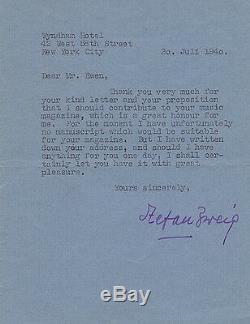 Wyndham Hotel
42 West 58th Street
New York City 30. Juli 1940.
Dear Mr. Ewen,
Thank you very much for
your kind letter and your proposition
that I should contribute to your music
magazine, which is a great honour for
me. For the moment I have unfortunately
no manuscript which would be suitable
for your magazine. But I have written
down your address, and should I have
anything for you one day, I shall cer-
tainly let you have it with great
pleasure.
Yours sincerely,
Stefan Zweig